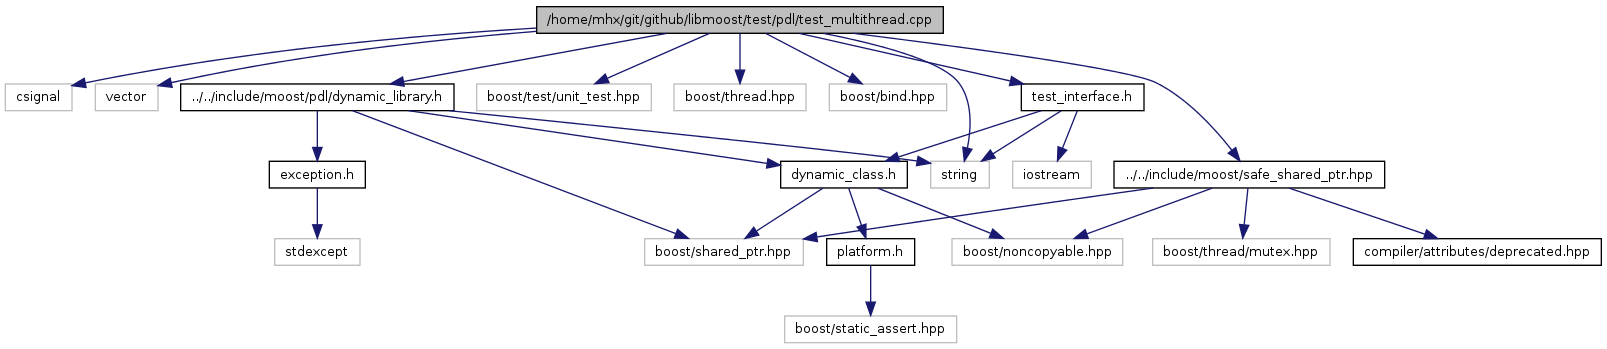 /home/mhx/git/github/libmoost/test/pdl/test_multithread.cpp
csignal
vector
../../include/moost/pdl/dynamic_library.h
boost/test/unit_test.hpp
boost/thread.hpp
boost/bind.hpp
test_interface.h
exception.h
dynamic_class.h
string
iostream
../../include/moost/safe_shared_ptr.hpp
stdexcept
boost/shared_ptr.hpp
platform.h
boost/noncopyable.hpp
boost/thread/mutex.hpp
compiler/attributes/deprecated.hpp
boost/static_assert.hpp